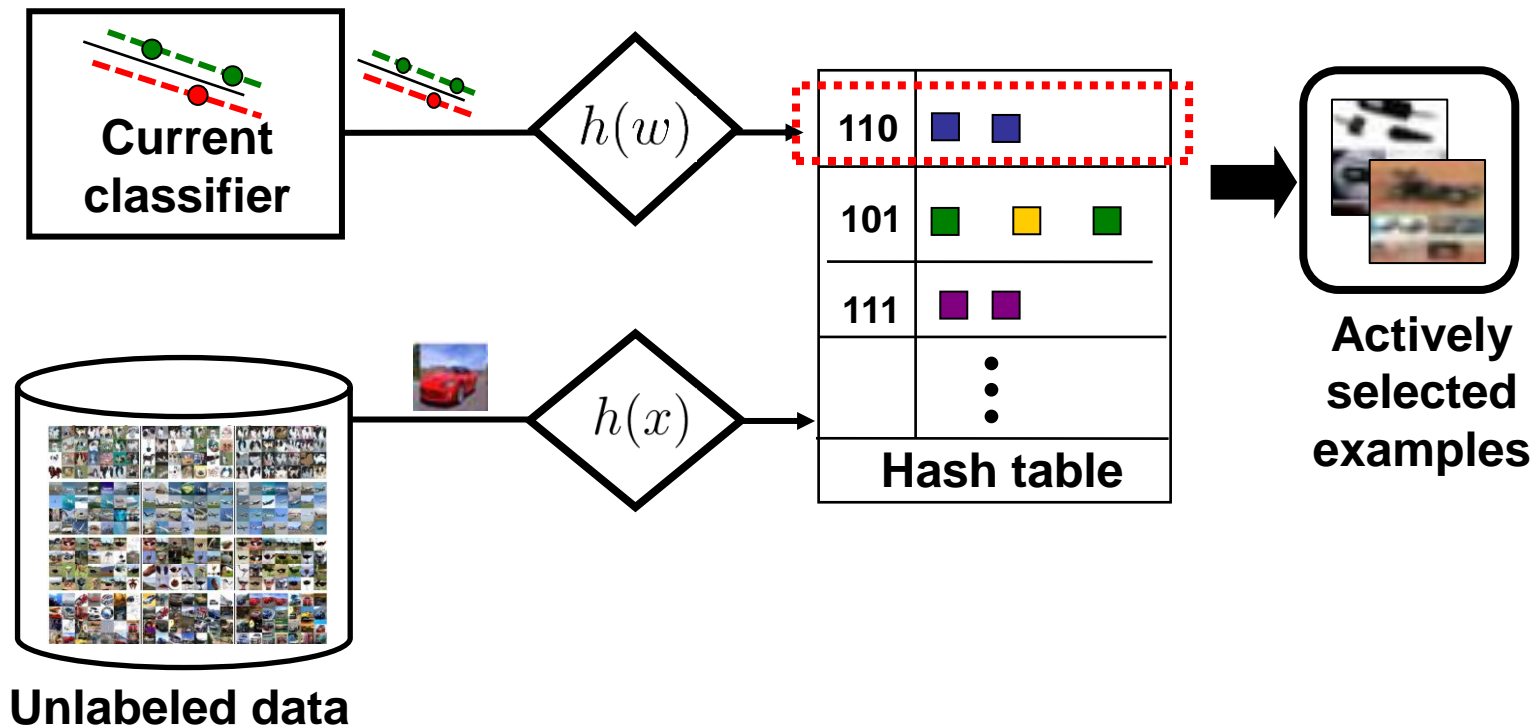 Current
classifier
h(w)
110
101
111
Hash table
Actively
selected
examples
h(x)
Unlabeled data